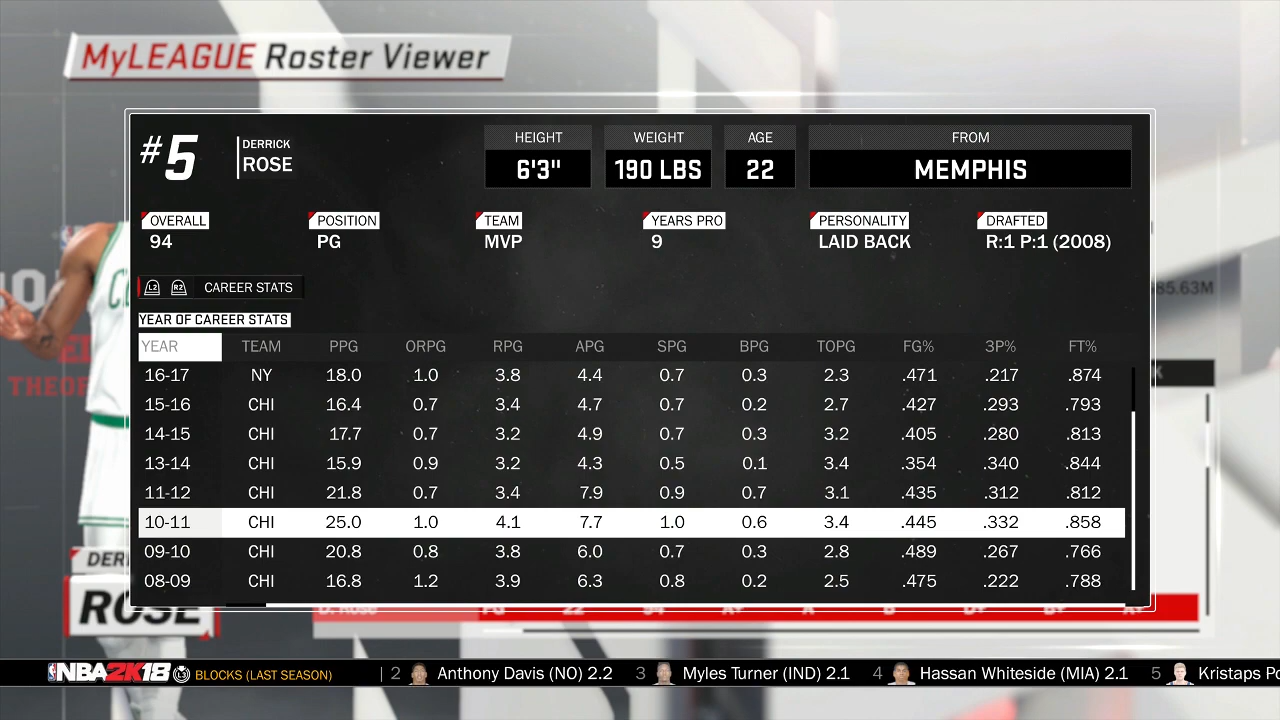 MyLEAGUE Roster Viewer
#5 DERRICK ROSE
HEIGHT WEIGHT AGE FROM
6'3" 190 LBS 22 MEMPHIS
OVERALL POSITION TEAM YEARS PRO PERSONALITY DRAFTED
94 PG MVP 9 LAID BACK R:1 P:1 (2008)
L2 R2 CAREER STATS
YEAR OF CAREER STATS
YEAR TEAM PPG ORPG RPG APG SPG BPG TOPG FG% 3P% FT%
16-17 NY 18.0 1.0 3.8 4.4 0.7 0.3 2.3 .471 .217 .874
15-16 CHI 16.4 0.7 3.4 4.7 0.7 0.2 2.7 .427 .293 .793
14-15 CHI 17.7 0.7 3.2 4.9 0.7 0.3 3.2 .405 .280 .813
13-14 CHI 15.9 0.9 3.2 4.3 0.5 0.1 3.4 .354 .340 .844
11-12 CHI 21.8 0.7 3.4 7.9 0.9 0.7 3.1 .435 .312 .812
10-11 CHI 25.0 1.0 4.1 7.7 1.0 0.6 3.4 .445 .332 .858
09-10 CHI 20.8 0.8 3.8 6.0 0.7 0.3 2.8 .489 .267 .766
08-09 CHI 16.8 1.2 3.9 6.3 0.8 0.2 2.5 .475 .222 .788
DERR
ROSE
NBA 2K18 BLOCKS (LAST SEASON) | 2 Anthony Davis (NO) 2.2 3 Myles Turner (IND) 2.1 4 Hassan Whiteside (MIA) 2.1 5 Kristaps Po